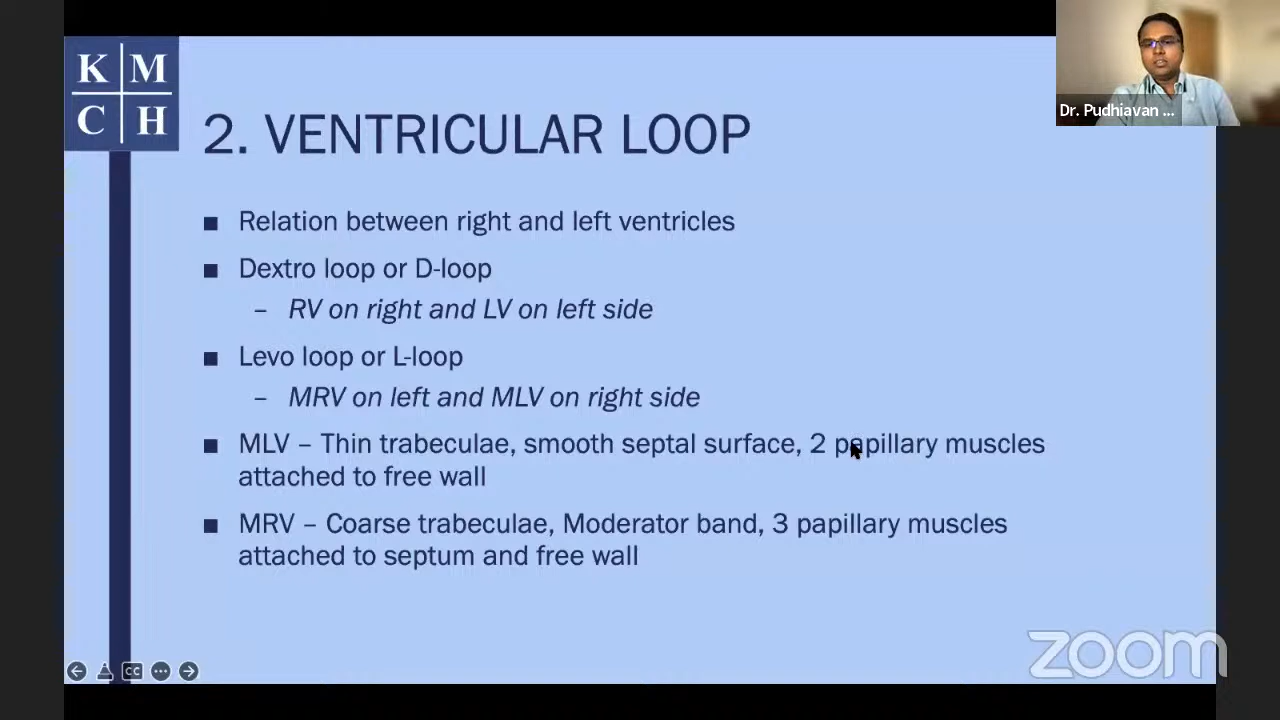 K M
C H
Dr. Pudhiavan ...
2. VENTRICULAR LOOP
■ Relation between right and left ventricles
■ Dextro loop or D-loop
– RV on right and LV on left side
■ Levo loop or L-loop
– MRV on left and MLV on right side
■ MLV – Thin trabeculae, smooth septal surface, 2 papillary muscles
attached to free wall
■ MRV – Coarse trabeculae, Moderator band, 3 papillary muscles
attached to septum and free wall
CC
zoom